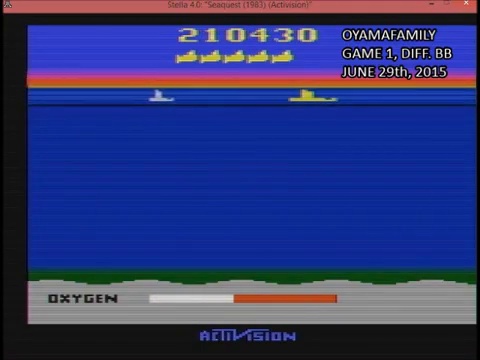 Stella 4.0: "Seaquest (1983) (Activision)"
210430
OYAMAFAMILY
GAME 1, DIFF. BB
JUNE 29th, 2015
OXYGEN
ACTIVISION